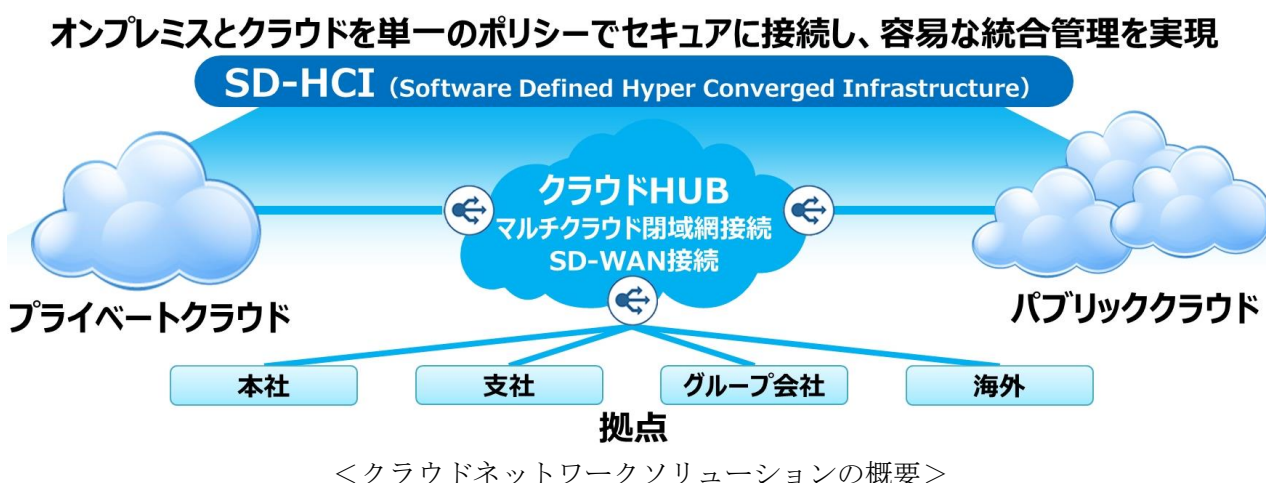 オンプレミスとクラウドを単一のポリシーでセキュアに接続し、容易な統合管理を実現
SD-HCI（Software Defined Hyper Converged Infrastructure）
クラウドHUB
マルチクラウド閉域網接続
SD-WAN接続
プライベートクラウド
パブリッククラウド
本社
支社
グループ会社
海外
拠点
＜クラウドネットワークソリューションの概要＞